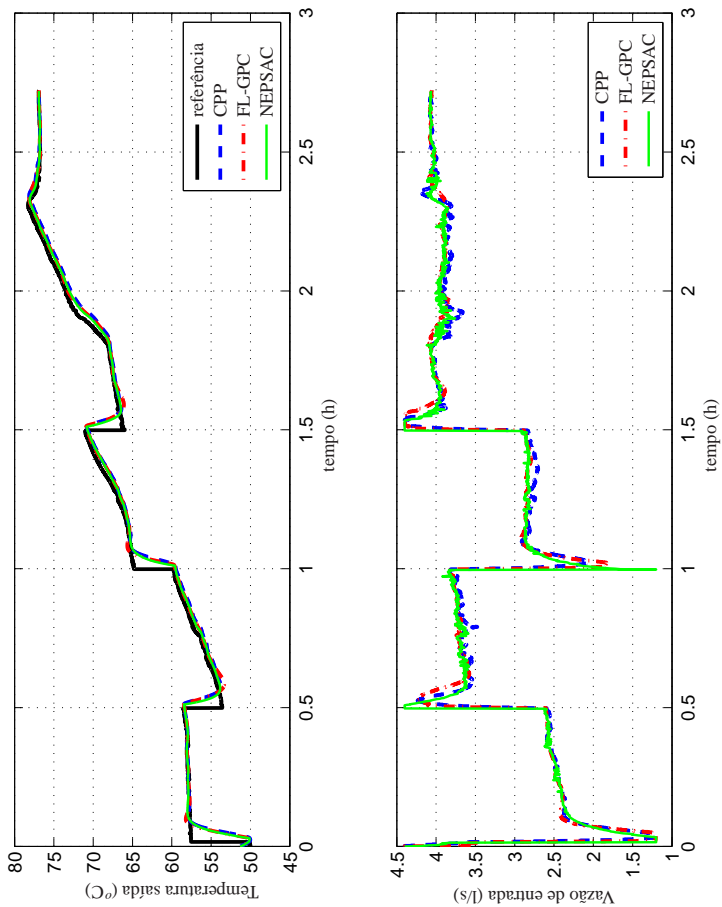 80
75
70
65
60
55
50
45
0
0.5
1
1.5
2
2.5
3
Temperatura saída (°C)
tempo (h)
referência
CPP
FL-GPC
NEPSAC
4.5
4
3.5
3
2.5
2
1.5
1
0
0.5
1
1.5
2
2.5
3
Vazão de entrada (l/s)
tempo (h)
CPP
FL-GPC
NEPSAC